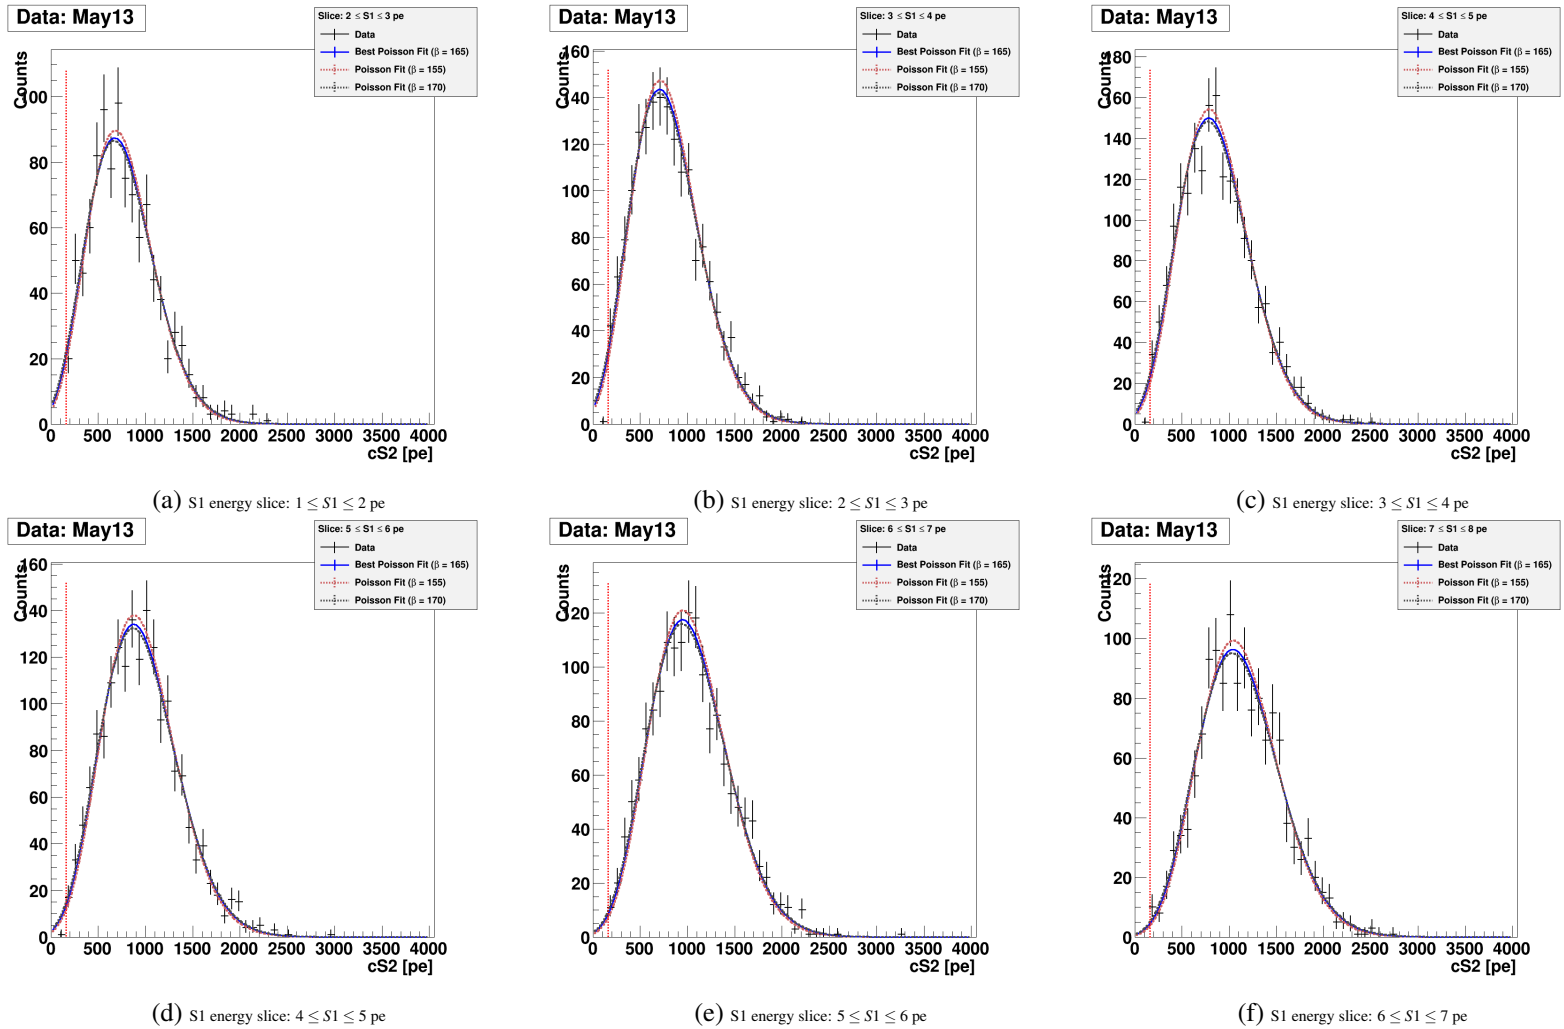 Data: May13
Slice: 2 ≤ S1 ≤ 3 pe
Data
Best Poisson Fit (β = 165)
Poisson Fit (β = 155)
Poisson Fit (β = 170)
Counts
100
80
60
40
20
0
0 500 1000 1500 2000 2500 3000 3500 4000
cS2 [pe]
(a) S1 energy slice: 1 ≤ S1 ≤ 2 pe
Data: May13
Slice: 3 ≤ S1 ≤ 4 pe
Data
Best Poisson Fit (β = 165)
Poisson Fit (β = 155)
Poisson Fit (β = 170)
Counts
160
140
120
100
80
60
40
20
0
0 500 1000 1500 2000 2500 3000 3500 4000
cS2 [pe]
(b) S1 energy slice: 2 ≤ S1 ≤ 3 pe
Data: May13
Slice: 4 ≤ S1 ≤ 5 pe
Data
Best Poisson Fit (β = 165)
Poisson Fit (β = 155)
Poisson Fit (β = 170)
Counts
180
160
140
120
100
80
60
40
20
0
0 500 1000 1500 2000 2500 3000 3500 4000
cS2 [pe]
(c) S1 energy slice: 3 ≤ S1 ≤ 4 pe
Data: May13
Slice: 5 ≤ S1 ≤ 6 pe
Data
Best Poisson Fit (β = 165)
Poisson Fit (β = 155)
Poisson Fit (β = 170)
Counts
160
140
120
100
80
60
40
20
0
0 500 1000 1500 2000 2500 3000 3500 4000
cS2 [pe]
(d) S1 energy slice: 4 ≤ S1 ≤ 5 pe
Data: May13
Slice: 6 ≤ S1 ≤ 7 pe
Data
Best Poisson Fit (β = 165)
Poisson Fit (β = 155)
Poisson Fit (β = 170)
Counts
120
100
80
60
40
20
0
0 500 1000 1500 2000 2500 3000 3500 4000
cS2 [pe]
(e) S1 energy slice: 5 ≤ S1 ≤ 6 pe
Data: May13
Slice: 7 ≤ S1 ≤ 8 pe
Data
Best Poisson Fit (β = 165)
Poisson Fit (β = 155)
Poisson Fit (β = 170)
Counts
120
100
80
60
40
20
0
0 500 1000 1500 2000 2500 3000 3500 4000
cS2 [pe]
(f) S1 energy slice: 6 ≤ S1 ≤ 7 pe